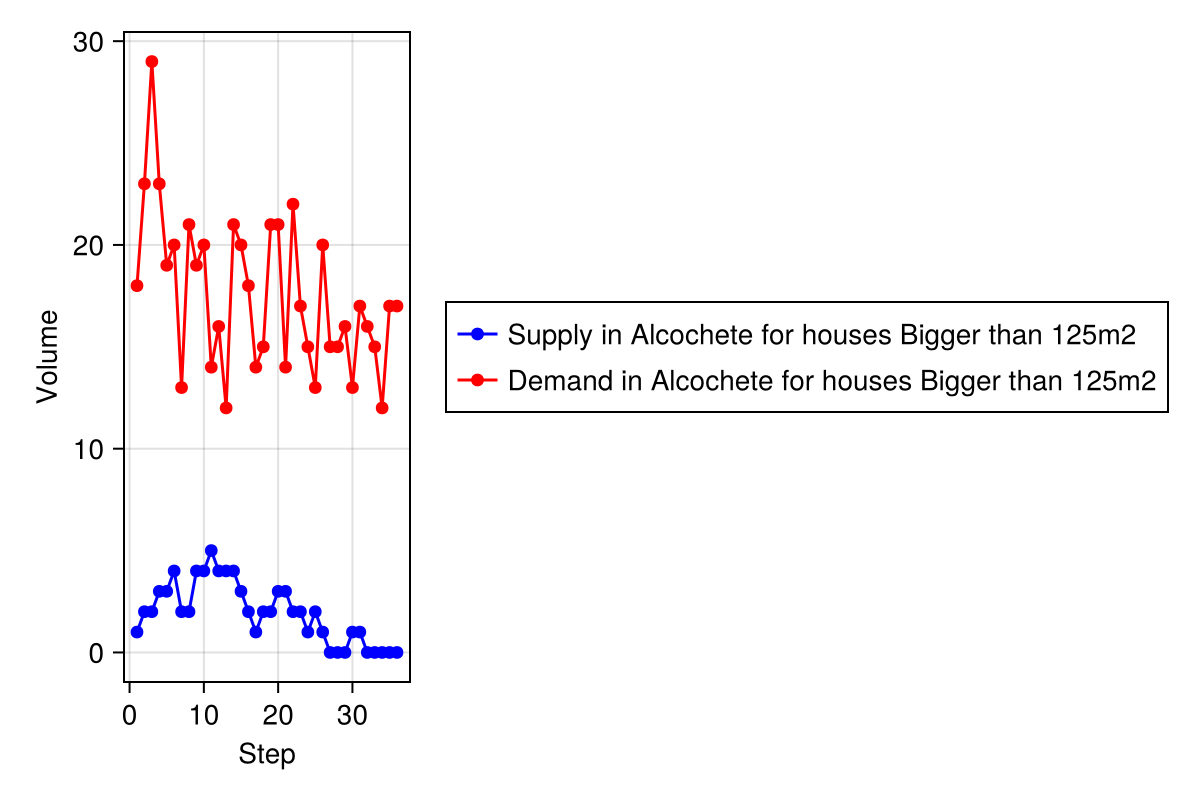 30
20
10
0
Volume
0 10 20 30
Step
Supply in Alcochete for houses Bigger than 125m2
Demand in Alcochete for houses Bigger than 125m2